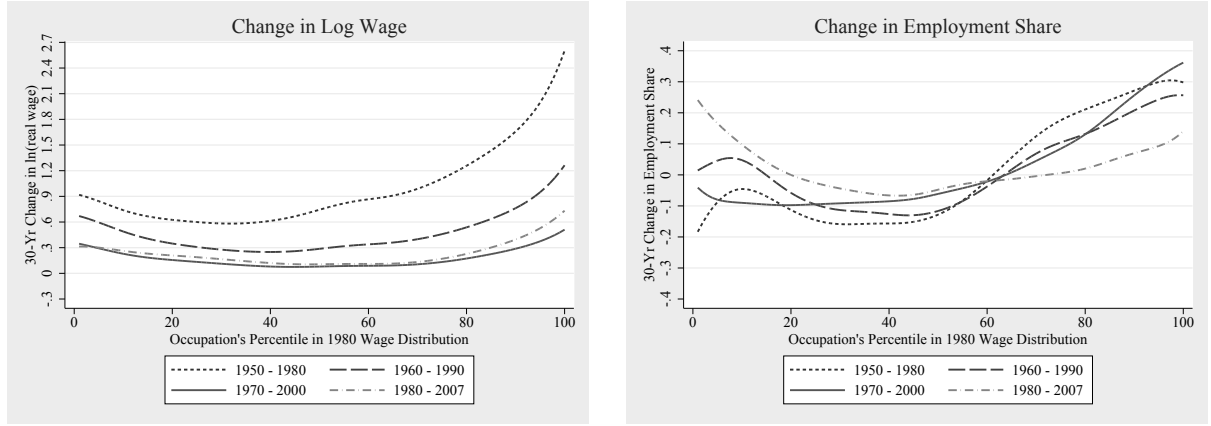 Change in Log Wage
30-Yr Change in ln(real wage)
2.7
2.4
2.1
1.8
1.5
1.2
.9
.6
.3
0
-.3
0 20 40 60 80 100
Occupation's Percentile in 1980 Wage Distribution
1950 - 1980 1960 - 1990
1970 - 2000 1980 - 2007
Change in Employment Share
30-Yr Change in Employment Share
.4
.3
.2
.1
0
-.1
-.2
-.3
-.4
0 20 40 60 80 100
Occupation's Percentile in 1980 Wage Distribution
1950 - 1980 1960 - 1990
1970 - 2000 1980 - 2007